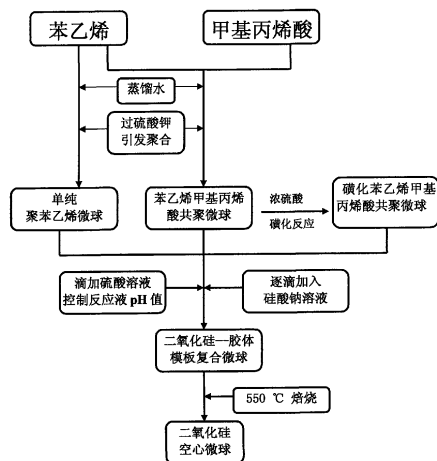 苯乙烯
甲基丙烯酸
蒸馏水
过硫酸钾
引发聚合
单纯
聚苯乙烯微球
苯乙烯甲基丙烯
酸共聚微球
浓硫酸
磺化反应
磺化苯乙烯甲基
丙烯酸共聚微球
滴加硫酸溶液
控制反应液 pH 值
逐滴加入
硅酸钠溶液
二氧化硅—胶体
模板复合微球
550 ℃ 焙烧
二氧化硅
空心微球